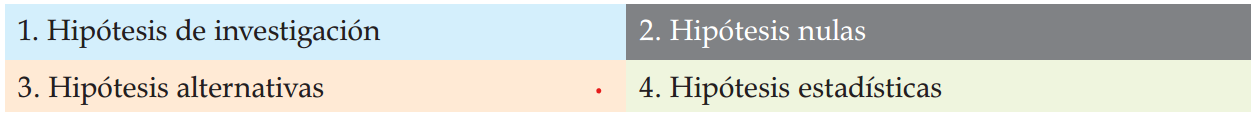 1. Hipótesis de investigación
2. Hipótesis nulas
3. Hipótesis alternativas
4. Hipótesis estadísticas